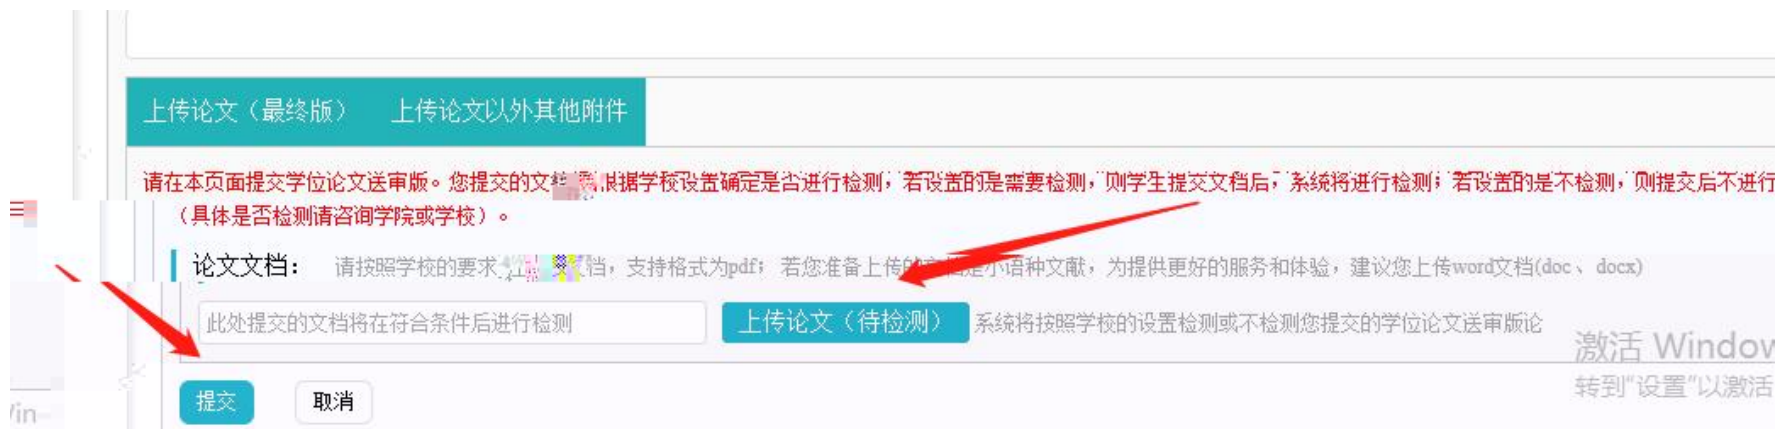 上传论文（最终版） 上传论文以外其他附件
请在本页面提交学位论文送审版。您提交的文 根据学校设置确定是否进行检测，若设置的是需要检测，则学生提交文档后，系统将进行检测；若设置的是不检测，则提交后不进行
（具体是否检测请咨询学院或学校）。
论文文档： 请按照学校的要求 档，支持格式为pdf；若您准备上传的 是小语种文献，为提供更好的服务和体验，建议您上传word文档(doc、docx)
此处提交的文档将在符合条件后进行检测 上传论文（待检测） 系统将按照学校的设置检测或不检测您提交的学位论文送审版论
激活 Window
转到"设置"以激活
提交 取消